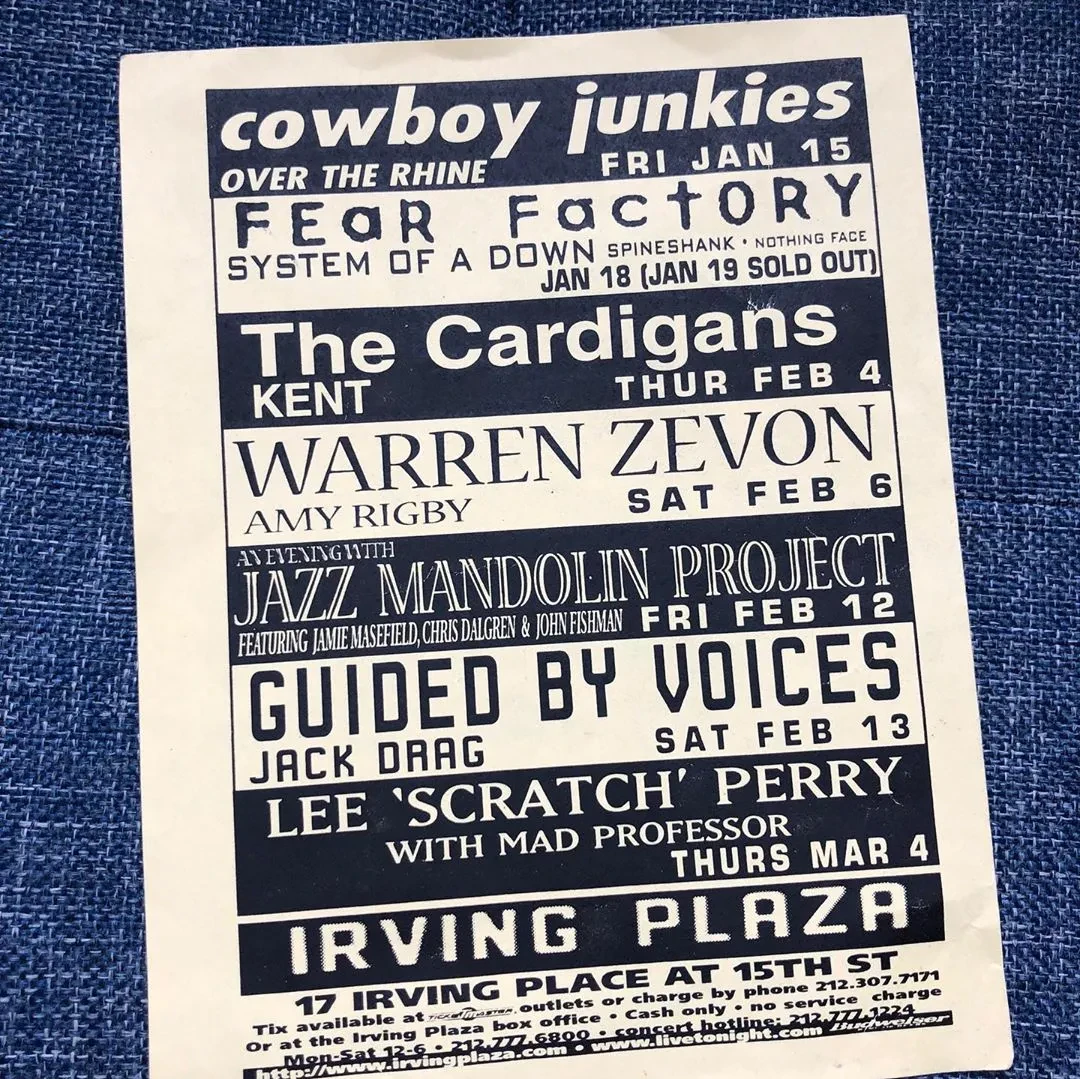 cowboy junkies
OVER THE RHINE FRI JAN 15
FEaR FacTORY
SYSTEM OF A DOWN SPINESHANK • NOTHING FACE
JAN 18 (JAN 19 SOLD OUT)
The Cardigans
KENT THUR FEB 4
WARREN ZEVON
AMY RIGBY SAT FEB 6
AN EVENING WITH
JAZZ MANDOLIN PROJECT
FEATURING JAMIE MASEFIELD, CHRIS DALGREN & JOHN FISHMAN FRI FEB 12
GUIDED BY VOICES
JACK DRAG SAT FEB 13
LEE 'SCRATCH' PERRY
WITH MAD PROFESSOR
THURS MAR 4
IRVING PLAZA
17 IRVING PLACE AT 15TH ST
Tix available at TICKETMASTER outlets or charge by phone 212.307.7171
Or at the Irving Plaza box office • Cash only • no service charge
Mon-Sat 12-6 • 212.777.6800 • concert hotline: 212.777.1224
http://www.irvingplaza.com • www.livetonight.com Budweiser